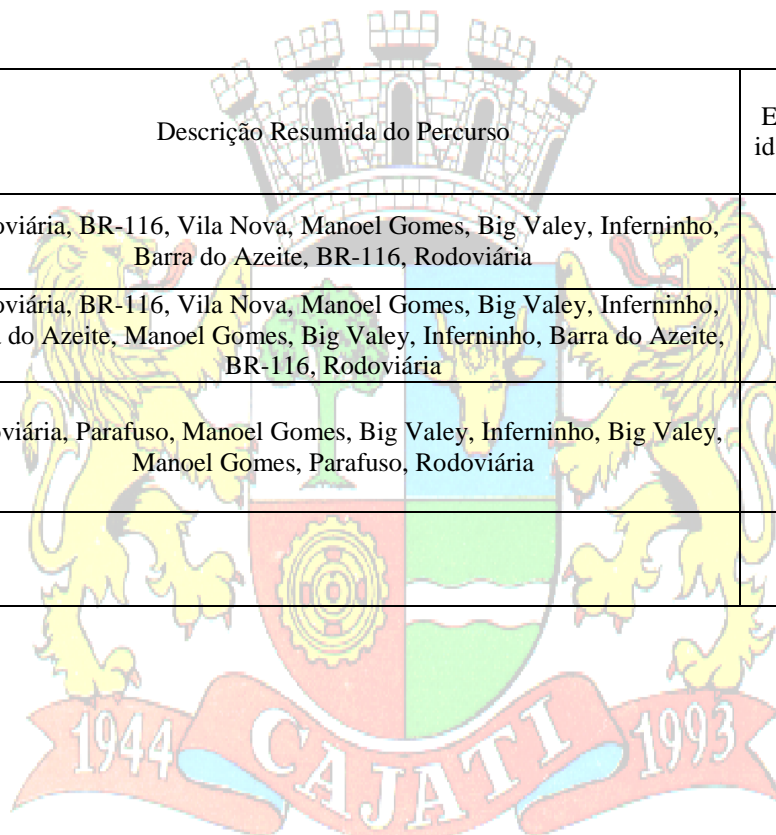 Descrição Resumida do Percurso
E
id
oviária, BR-116, Vila Nova, Manoel Gomes, Big Valey, Inferninho,
Barra do Azeite, BR-116, Rodoviária
oviária, BR-116, Vila Nova, Manoel Gomes, Big Valey, Inferninho,
do Azeite, Manoel Gomes, Big Valey, Inferninho, Barra do Azeite,
BR-116, Rodoviária
oviária, Parafuso, Manoel Gomes, Big Valey, Inferninho, Big Valey,
Manoel Gomes, Parafuso, Rodoviária
1944 CAJATI 1993